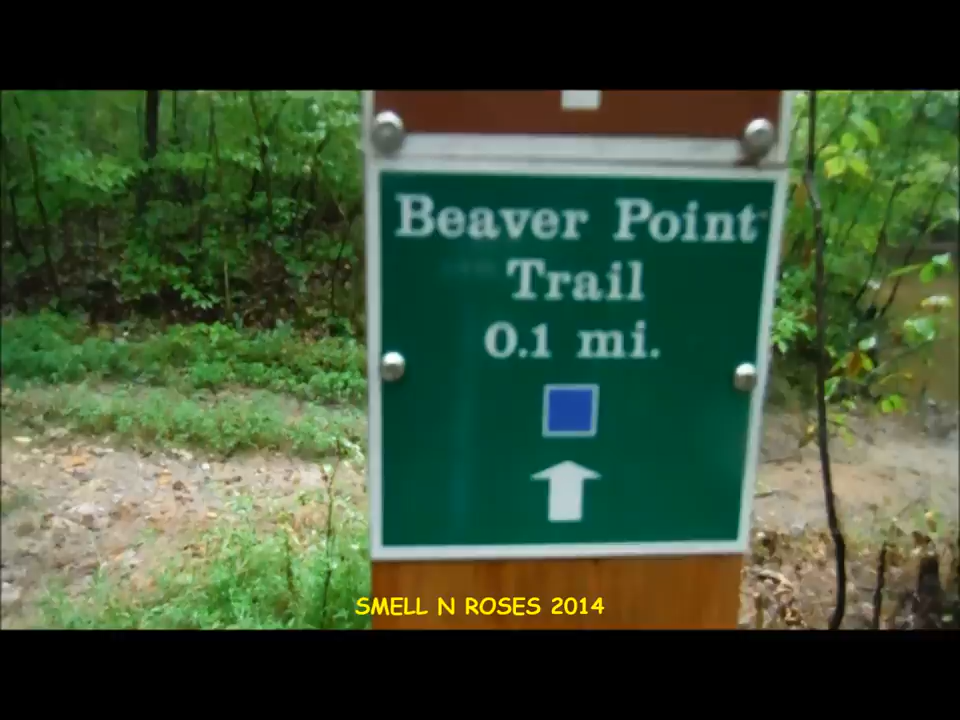 Beaver Point
Trail
0.1 mi.
SMELL N ROSES 2014